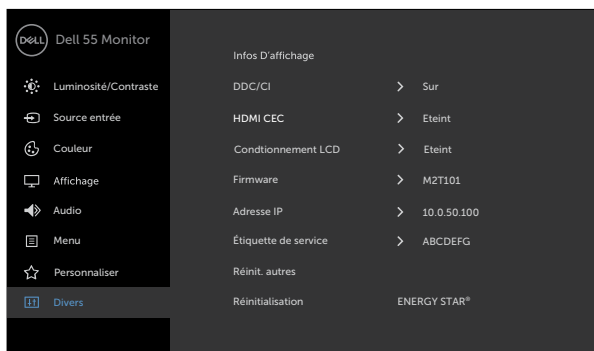 DELL Dell 55 Monitor
Infos D'affichage
Luminosité/Contraste DDC/CI > Sur
Source entrée HDMI CEC > Eteint
Couleur Condtionnement LCD > Eteint
Affichage Firmware > M2T101
Audio Adresse IP > 10.0.50.100
Menu Étiquette de service > ABCDEFG
Personnaliser Réinit. autres
Divers Réinitialisation ENERGY STAR®